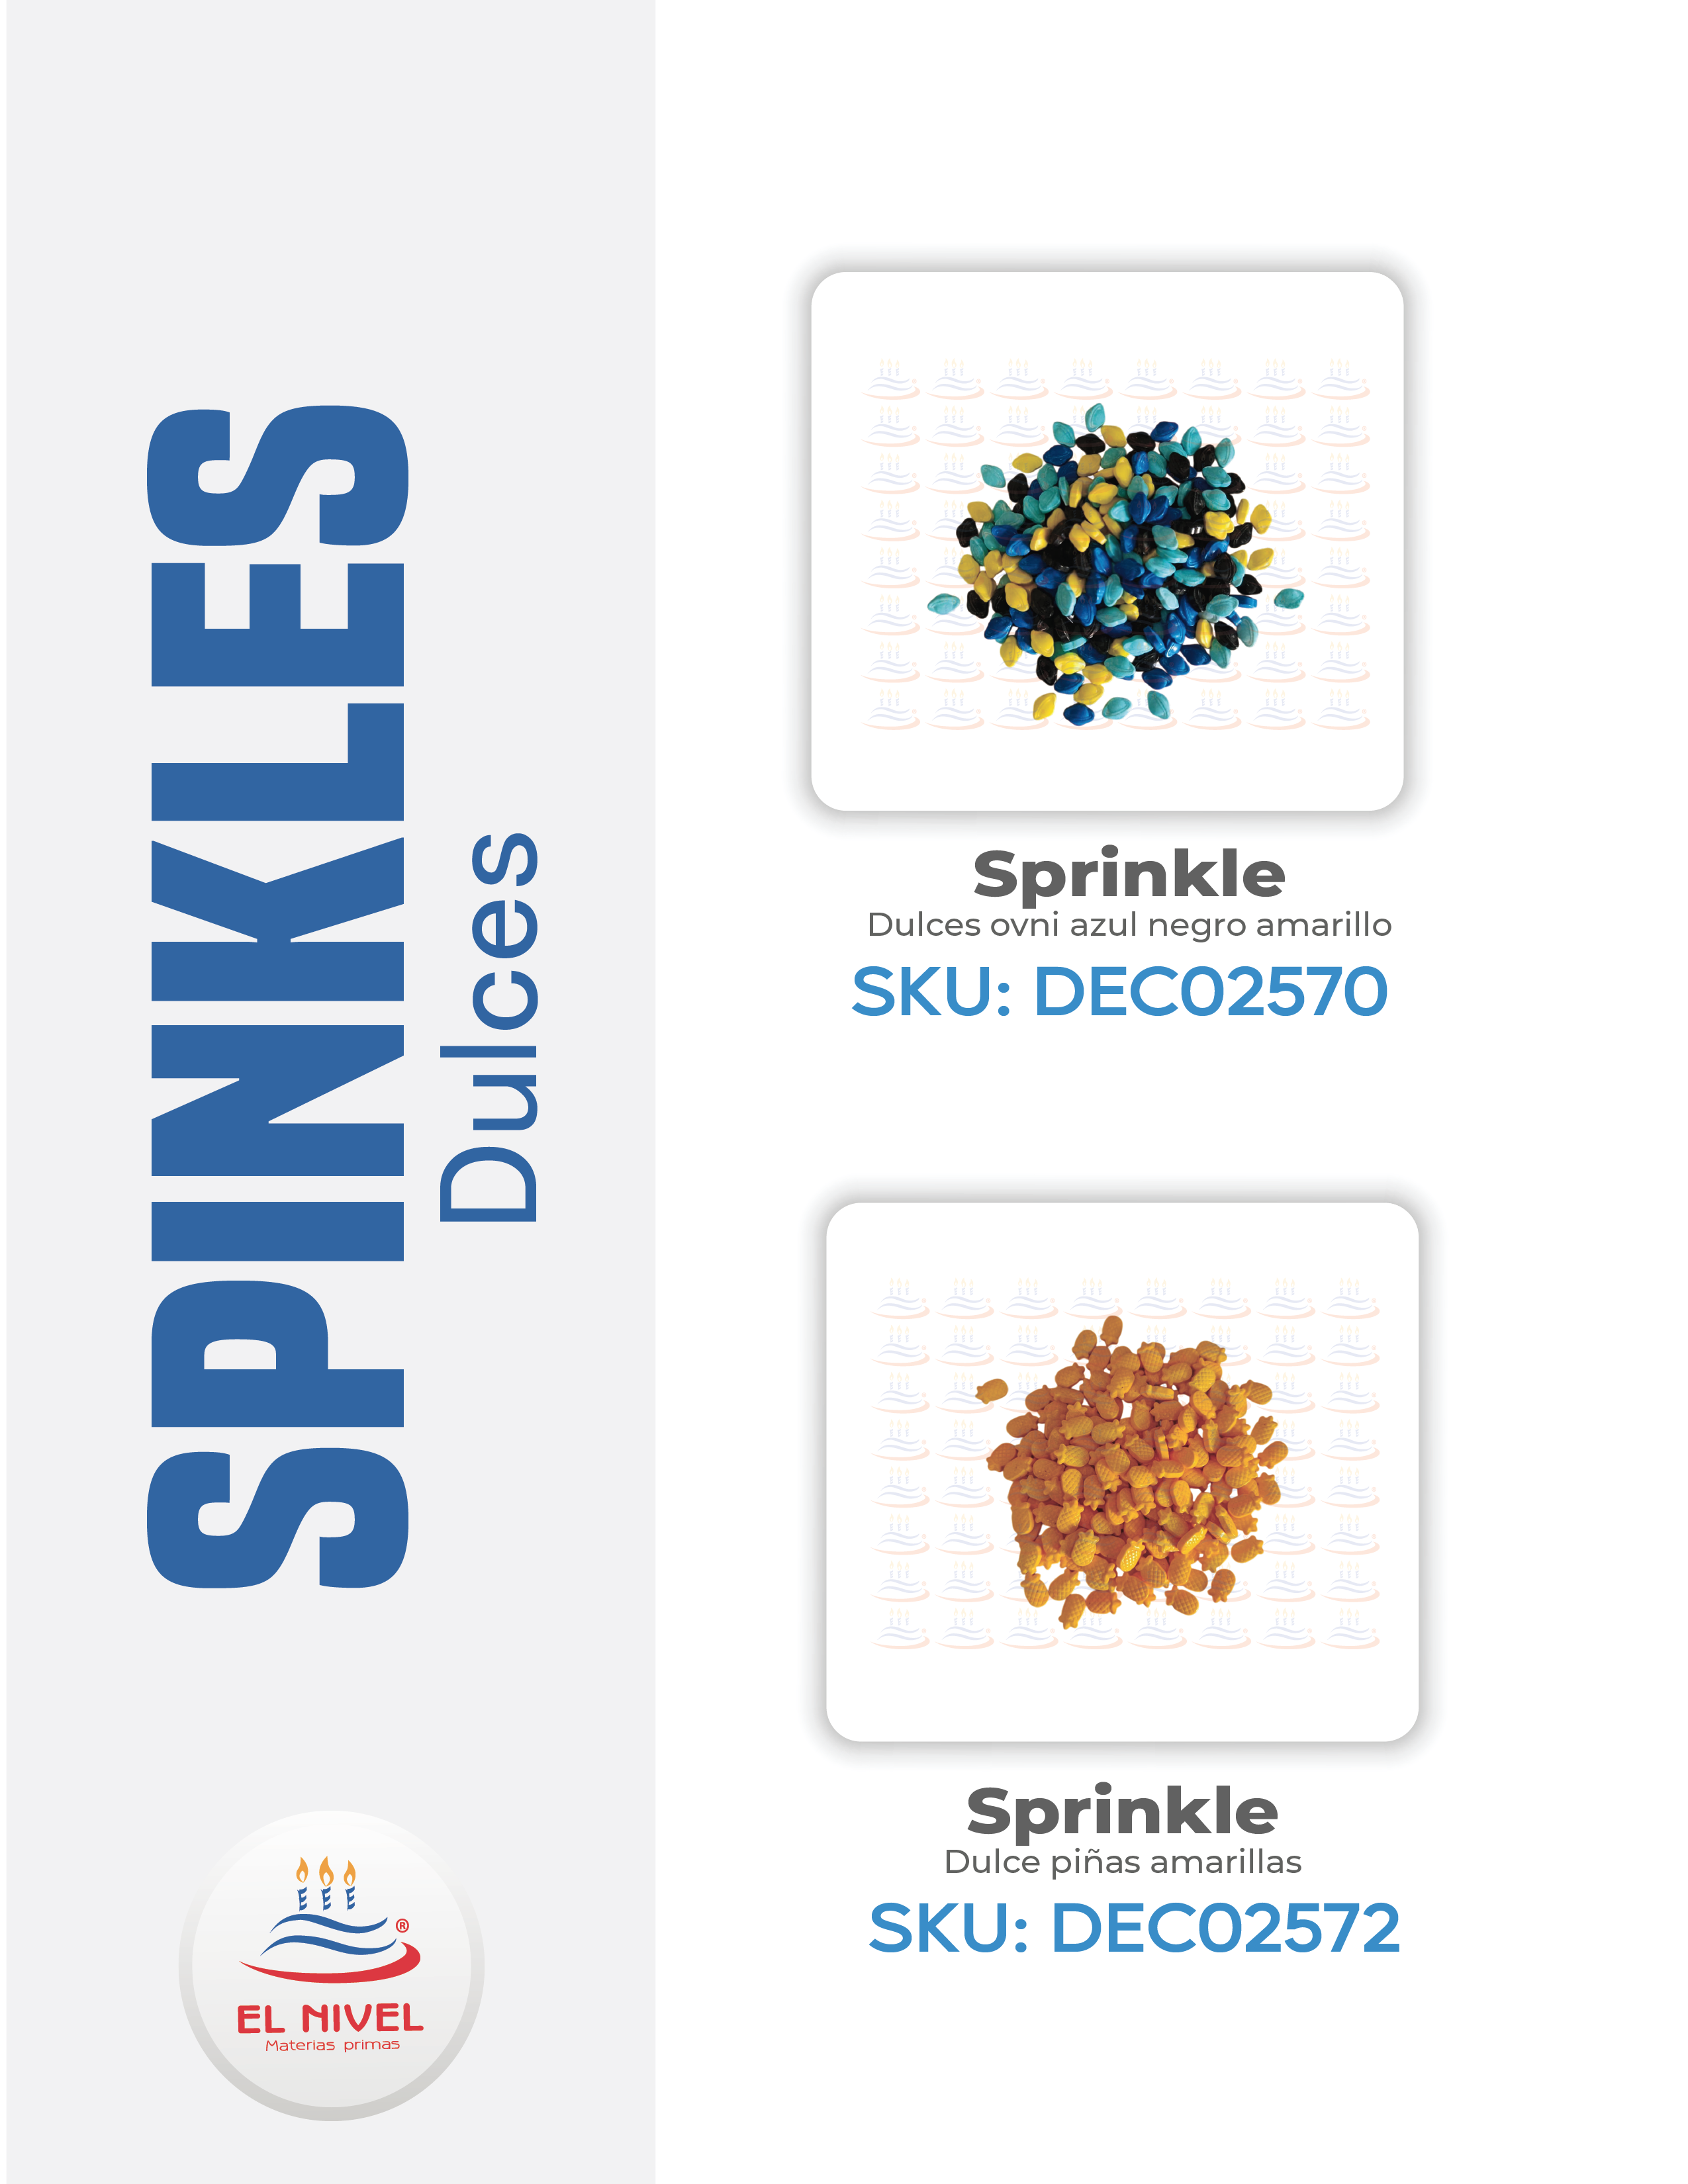 SPINKLES
Dulces
Sprinkle
Dulces ovni azul negro amarillo
SKU: DEC02570
Sprinkle
Dulce piñas amarillas
SKU: DEC02572
®
EL NIVEL
Materias primas